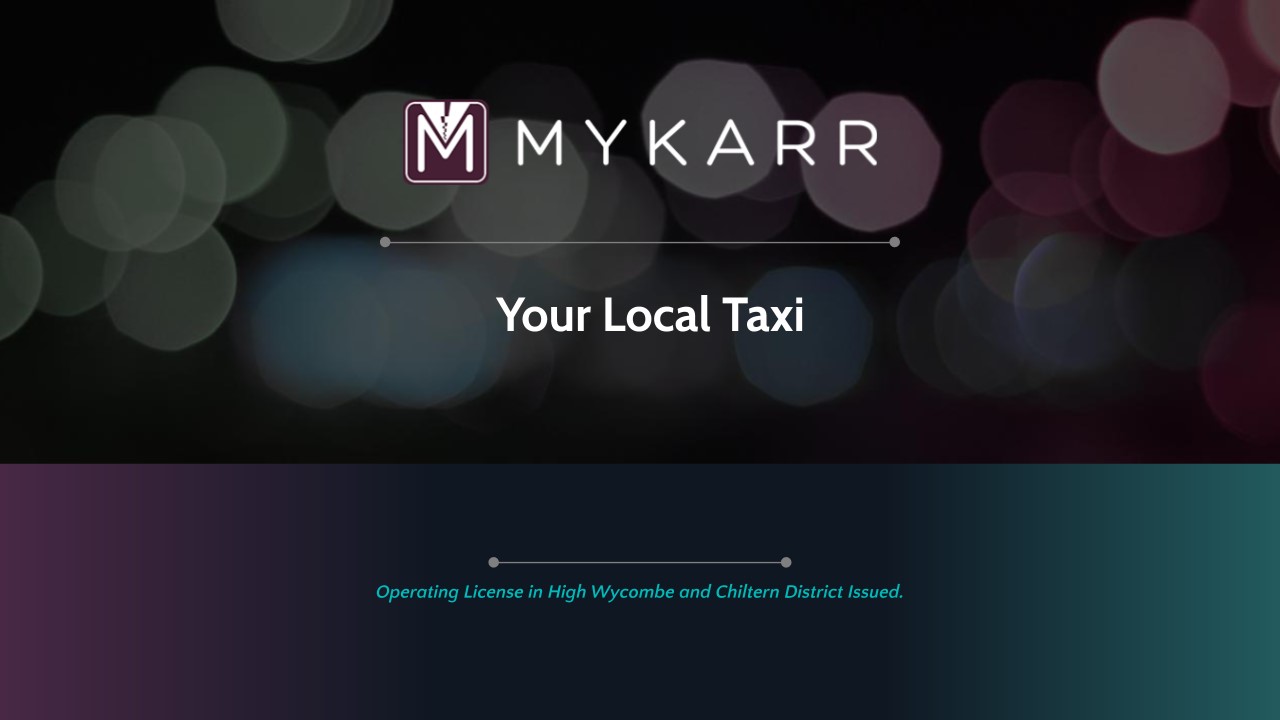 M MYKARR
Your Local Taxi
Operating License in High Wycombe and Chiltern District Issued.